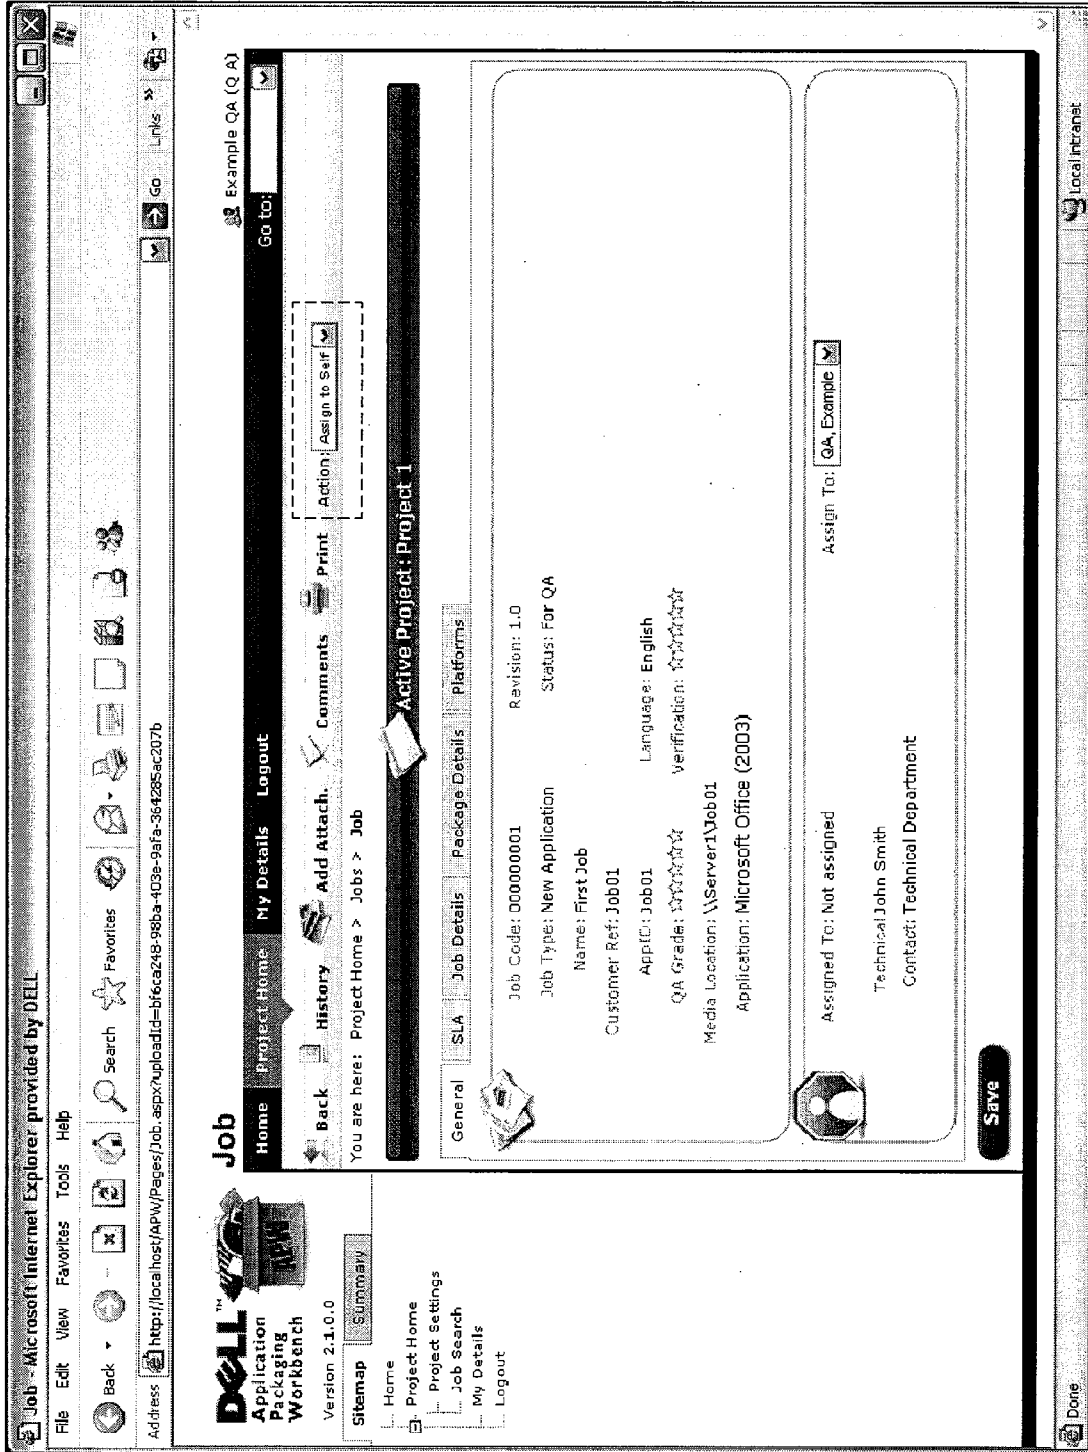 Job - Microsoft Internet Explorer provided by DELL
File Edit View Favorites Tools Help
Back Search Favorites
Address http://localhost/APW/Pages/Job.aspx?uploadId=bf6ca248-98ba-403e-9afa-364285ac207b Go Links »
DELL™
Application
Packaging
Workbench
APW
Version 2.1.0.0
Sitemap Summary
Home
Project Home
Project Settings
Job Search
My Details
Logout
Job
Example QA (Q A)
Home Project Home My Details Logout Go to:
Back History Add Attach. Comments Print Action: Assign to Self
You are here: Project Home > Jobs > Job
Active Project: Project 1
General SLA Job Details Package Details Platforms
Job Code: 000000001 Revision: 1.0
Job Type: New Application Status: For QA
Name: First Job
Customer Ref: Job01
AppID: Job01 Language: English
QA Grade: ☆☆☆☆☆ Verification: ☆☆☆☆☆
Media Location: \\Server1\Job01
Application: Microsoft Office (2003)
Assigned To: Not assigned Assign To: QA, Example
Technical John Smith
Contact: Technical Department
Save
Done Local intranet